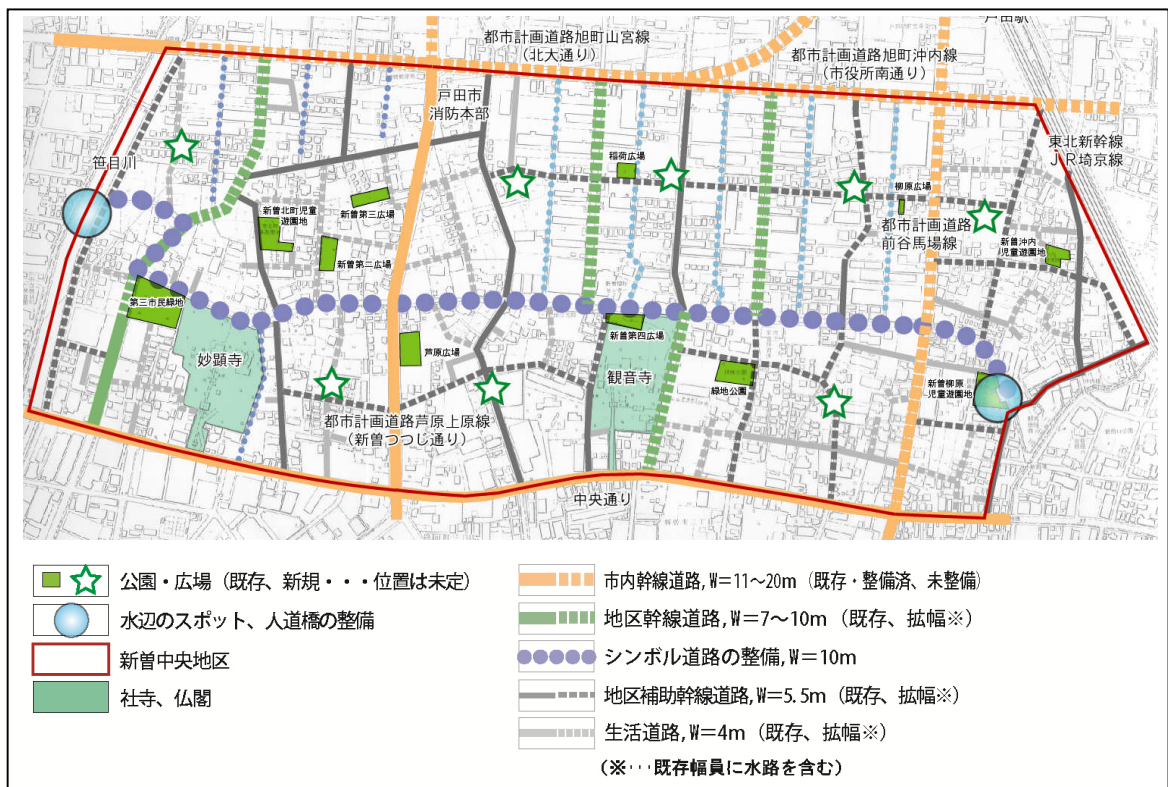 戸田駅
都市計画道路旭町山宮線
(北大通り)
都市計画道路旭町沖内線
(市役所南通り)
戸田市
消防本部
東北新幹線
JR埼京線
笹目川
稲荷広場
柳原広場
新曽第三広場
新曽北町児童
遊園地
都市計画道路
前谷馬場線
新曽沖内
児童遊園地
新曽第二広場
第三市民緑地
新曽第四広場
芦原広場
妙顕寺
観音寺
緑地公園
新曽柳原
児童遊園地
都市計画道路芦原上原線
(新曽つつじ通り)
中央通り
公園・広場(既存、新規・・・位置は未定)
水辺のスポット、人道橋の整備
新曽中央地区
社寺、仏閣
市内幹線道路,W=11~20m(既存・整備済、未整備)
地区幹線道路,W=7~10m(既存、拡幅※)
シンボル道路の整備,W=10m
地区補助幹線道路,W=5.5m(既存、拡幅※)
生活道路,W=4m(既存、拡幅※)
(※・・・既存幅員に水路を含む)